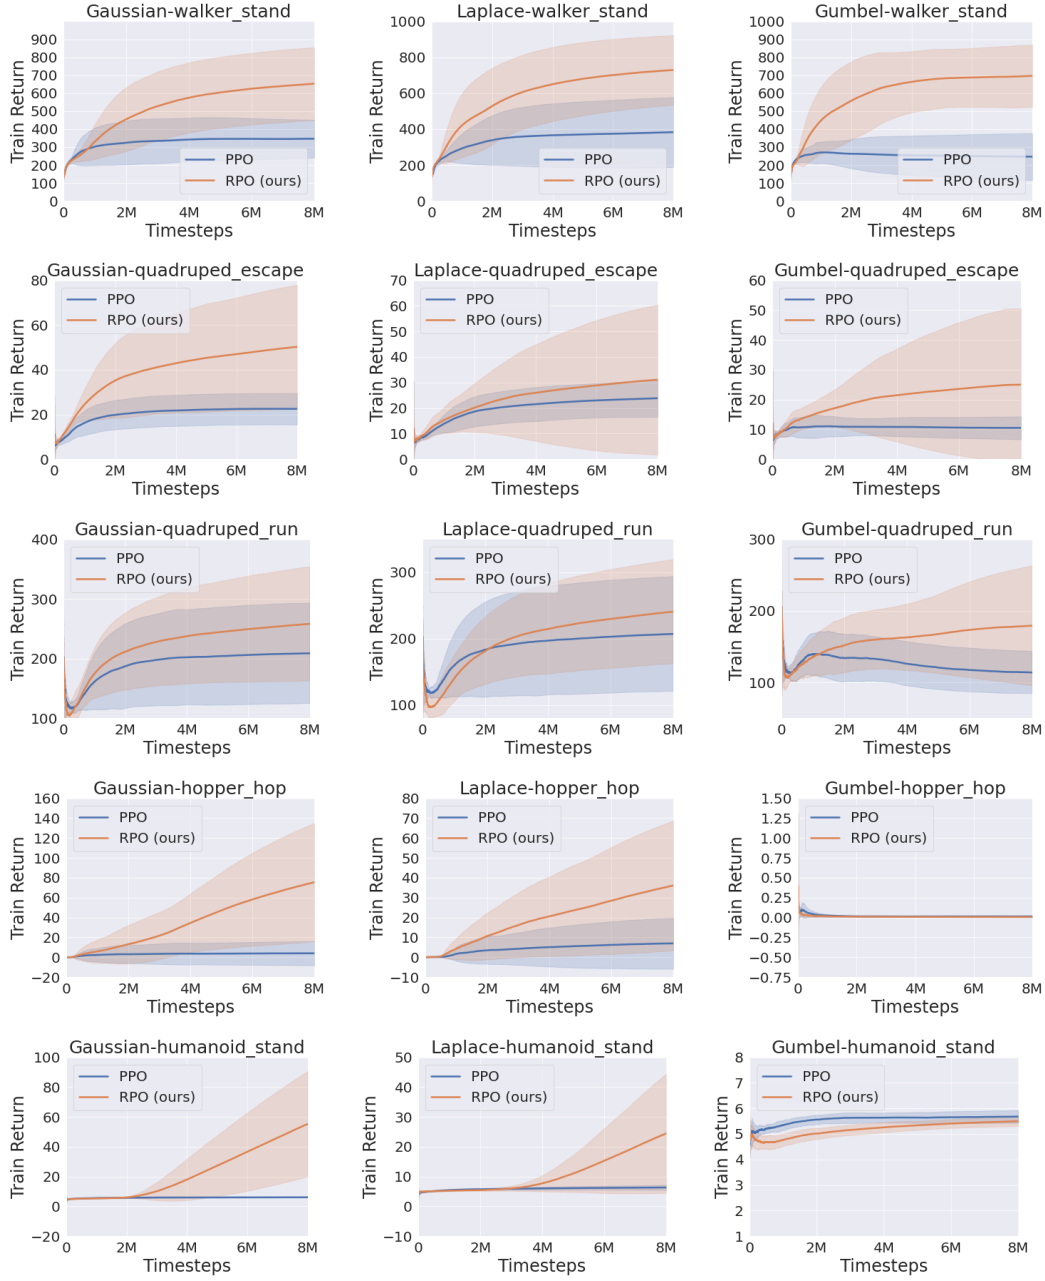 Gaussian-walker_stand
Train Return
900
800
700
600
500
400
300
200
100
0
PPO
RPO (ours)
0 2M 4M 6M 8M
Timesteps
Laplace-walker_stand
Train Return
1000
800
600
400
200
0
PPO
RPO (ours)
0 2M 4M 6M 8M
Timesteps
Gumbel-walker_stand
Train Return
1000
900
800
700
600
500
400
300
200
100
0
PPO
RPO (ours)
0 2M 4M 6M 8M
Timesteps
Gaussian-quadruped_escape
Train Return
80
60
40
20
0
PPO
RPO (ours)
0 2M 4M 6M 8M
Timesteps
Laplace-quadruped_escape
Train Return
70
60
50
40
30
20
10
0
PPO
RPO (ours)
0 2M 4M 6M 8M
Timesteps
Gumbel-quadruped_escape
Train Return
60
50
40
30
20
10
0
PPO
RPO (ours)
0 2M 4M 6M 8M
Timesteps
Gaussian-quadruped_run
Train Return
400
300
200
100
PPO
RPO (ours)
0 2M 4M 6M 8M
Timesteps
Laplace-quadruped_run
Train Return
300
200
100
PPO
RPO (ours)
0 2M 4M 6M 8M
Timesteps
Gumbel-quadruped_run
Train Return
300
200
100
PPO
RPO (ours)
0 2M 4M 6M 8M
Timesteps
Gaussian-hopper_hop
Train Return
160
140
120
100
80
60
40
20
0
−20
PPO
RPO (ours)
0 2M 4M 6M 8M
Timesteps
Laplace-hopper_hop
Train Return
80
70
60
50
40
30
20
10
0
−10
PPO
RPO (ours)
0 2M 4M 6M 8M
Timesteps
Gumbel-hopper_hop
Train Return
1.50
1.25
1.00
0.75
0.50
0.25
0.00
−0.25
−0.50
−0.75
PPO
RPO (ours)
0 2M 4M 6M 8M
Timesteps
Gaussian-humanoid_stand
Train Return
100
80
60
40
20
0
−20
PPO
RPO (ours)
0 2M 4M 6M 8M
Timesteps
Laplace-humanoid_stand
Train Return
50
40
30
20
10
0
−10
PPO
RPO (ours)
0 2M 4M 6M 8M
Timesteps
Gumbel-humanoid_stand
Train Return
8
7
6
5
4
3
2
1
PPO
RPO (ours)
0 2M 4M 6M 8M
Timesteps